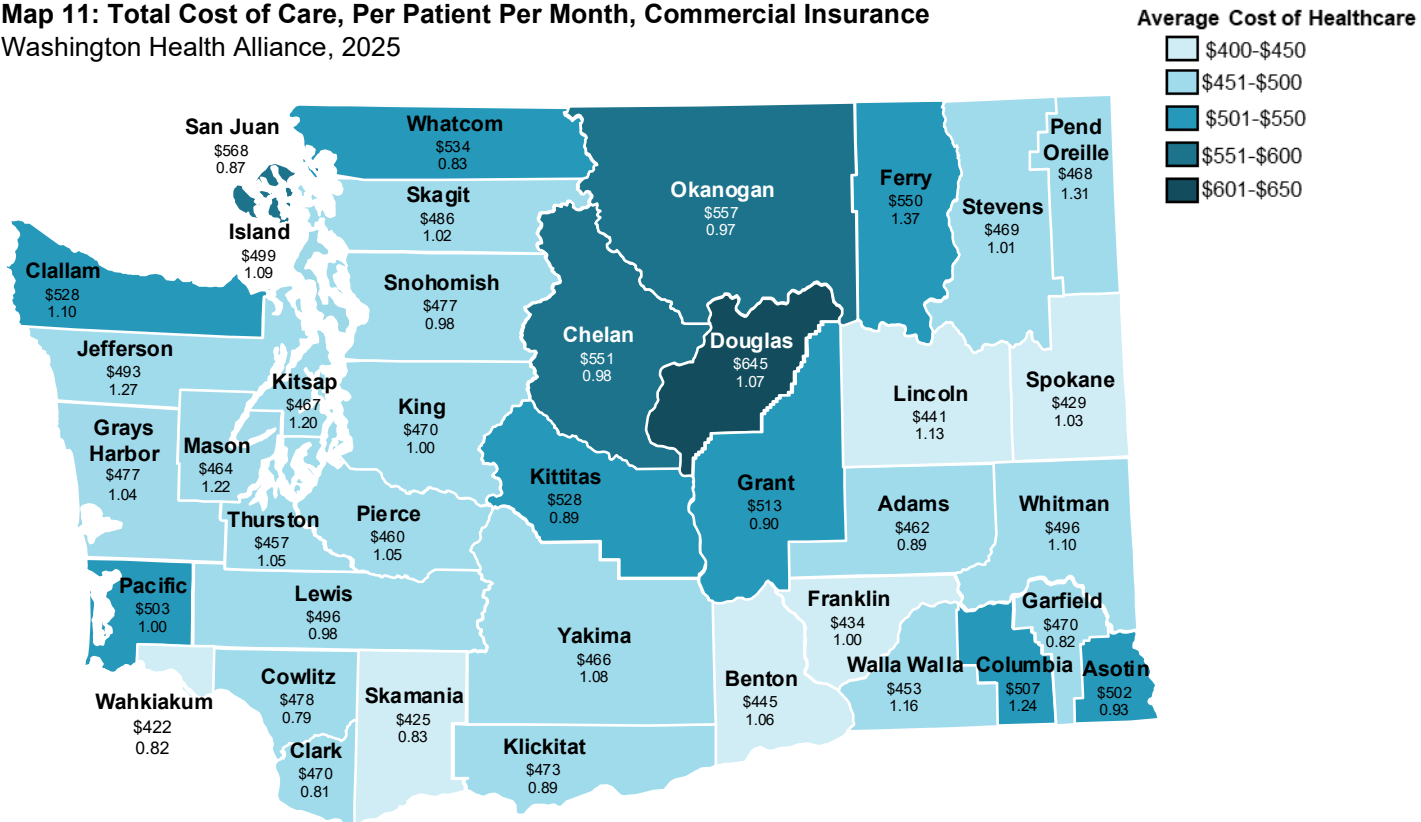 Map 11: Total Cost of Care, Per Patient Per Month, Commercial Insurance
Washington Health Alliance, 2025
Average Cost of Healthcare
$400-$450
$451-$500
$501-$550
$551-$600
$601-$650
San Juan
$568
0.87
Whatcom
$534
0.83
Skagit
$486
1.02
Island
$499
1.09
Okanogan
$557
0.97
Ferry
$550
1.37
Stevens
$469
1.01
Pend
Oreille
$468
1.31
Clallam
$528
1.10
Snohomish
$477
0.98
Chelan
$551
0.98
Douglas
$645
1.07
Jefferson
$493
1.27
Kitsap
$467
1.20
King
$470
1.00
Lincoln
$441
1.13
Spokane
$429
1.03
Grays
Harbor
$477
1.04
Mason
$464
1.22
Kittitas
$528
0.89
Grant
$513
0.90
Adams
$462
0.89
Whitman
$496
1.10
Thurston
$457
1.05
Pierce
$460
1.05
Pacific
$503
1.00
Lewis
$496
0.98
Yakima
$466
1.08
Franklin
$434
1.00
Garfield
$470
0.82
Walla Walla
$453
1.16
Columbia
$507
1.24
Asotin
$502
0.93
Wahkiakum
$422
0.82
Cowlitz
$478
0.79
Skamania
$425
0.83
Benton
$445
1.06
Clark
$470
0.81
Klickitat
$473
0.89